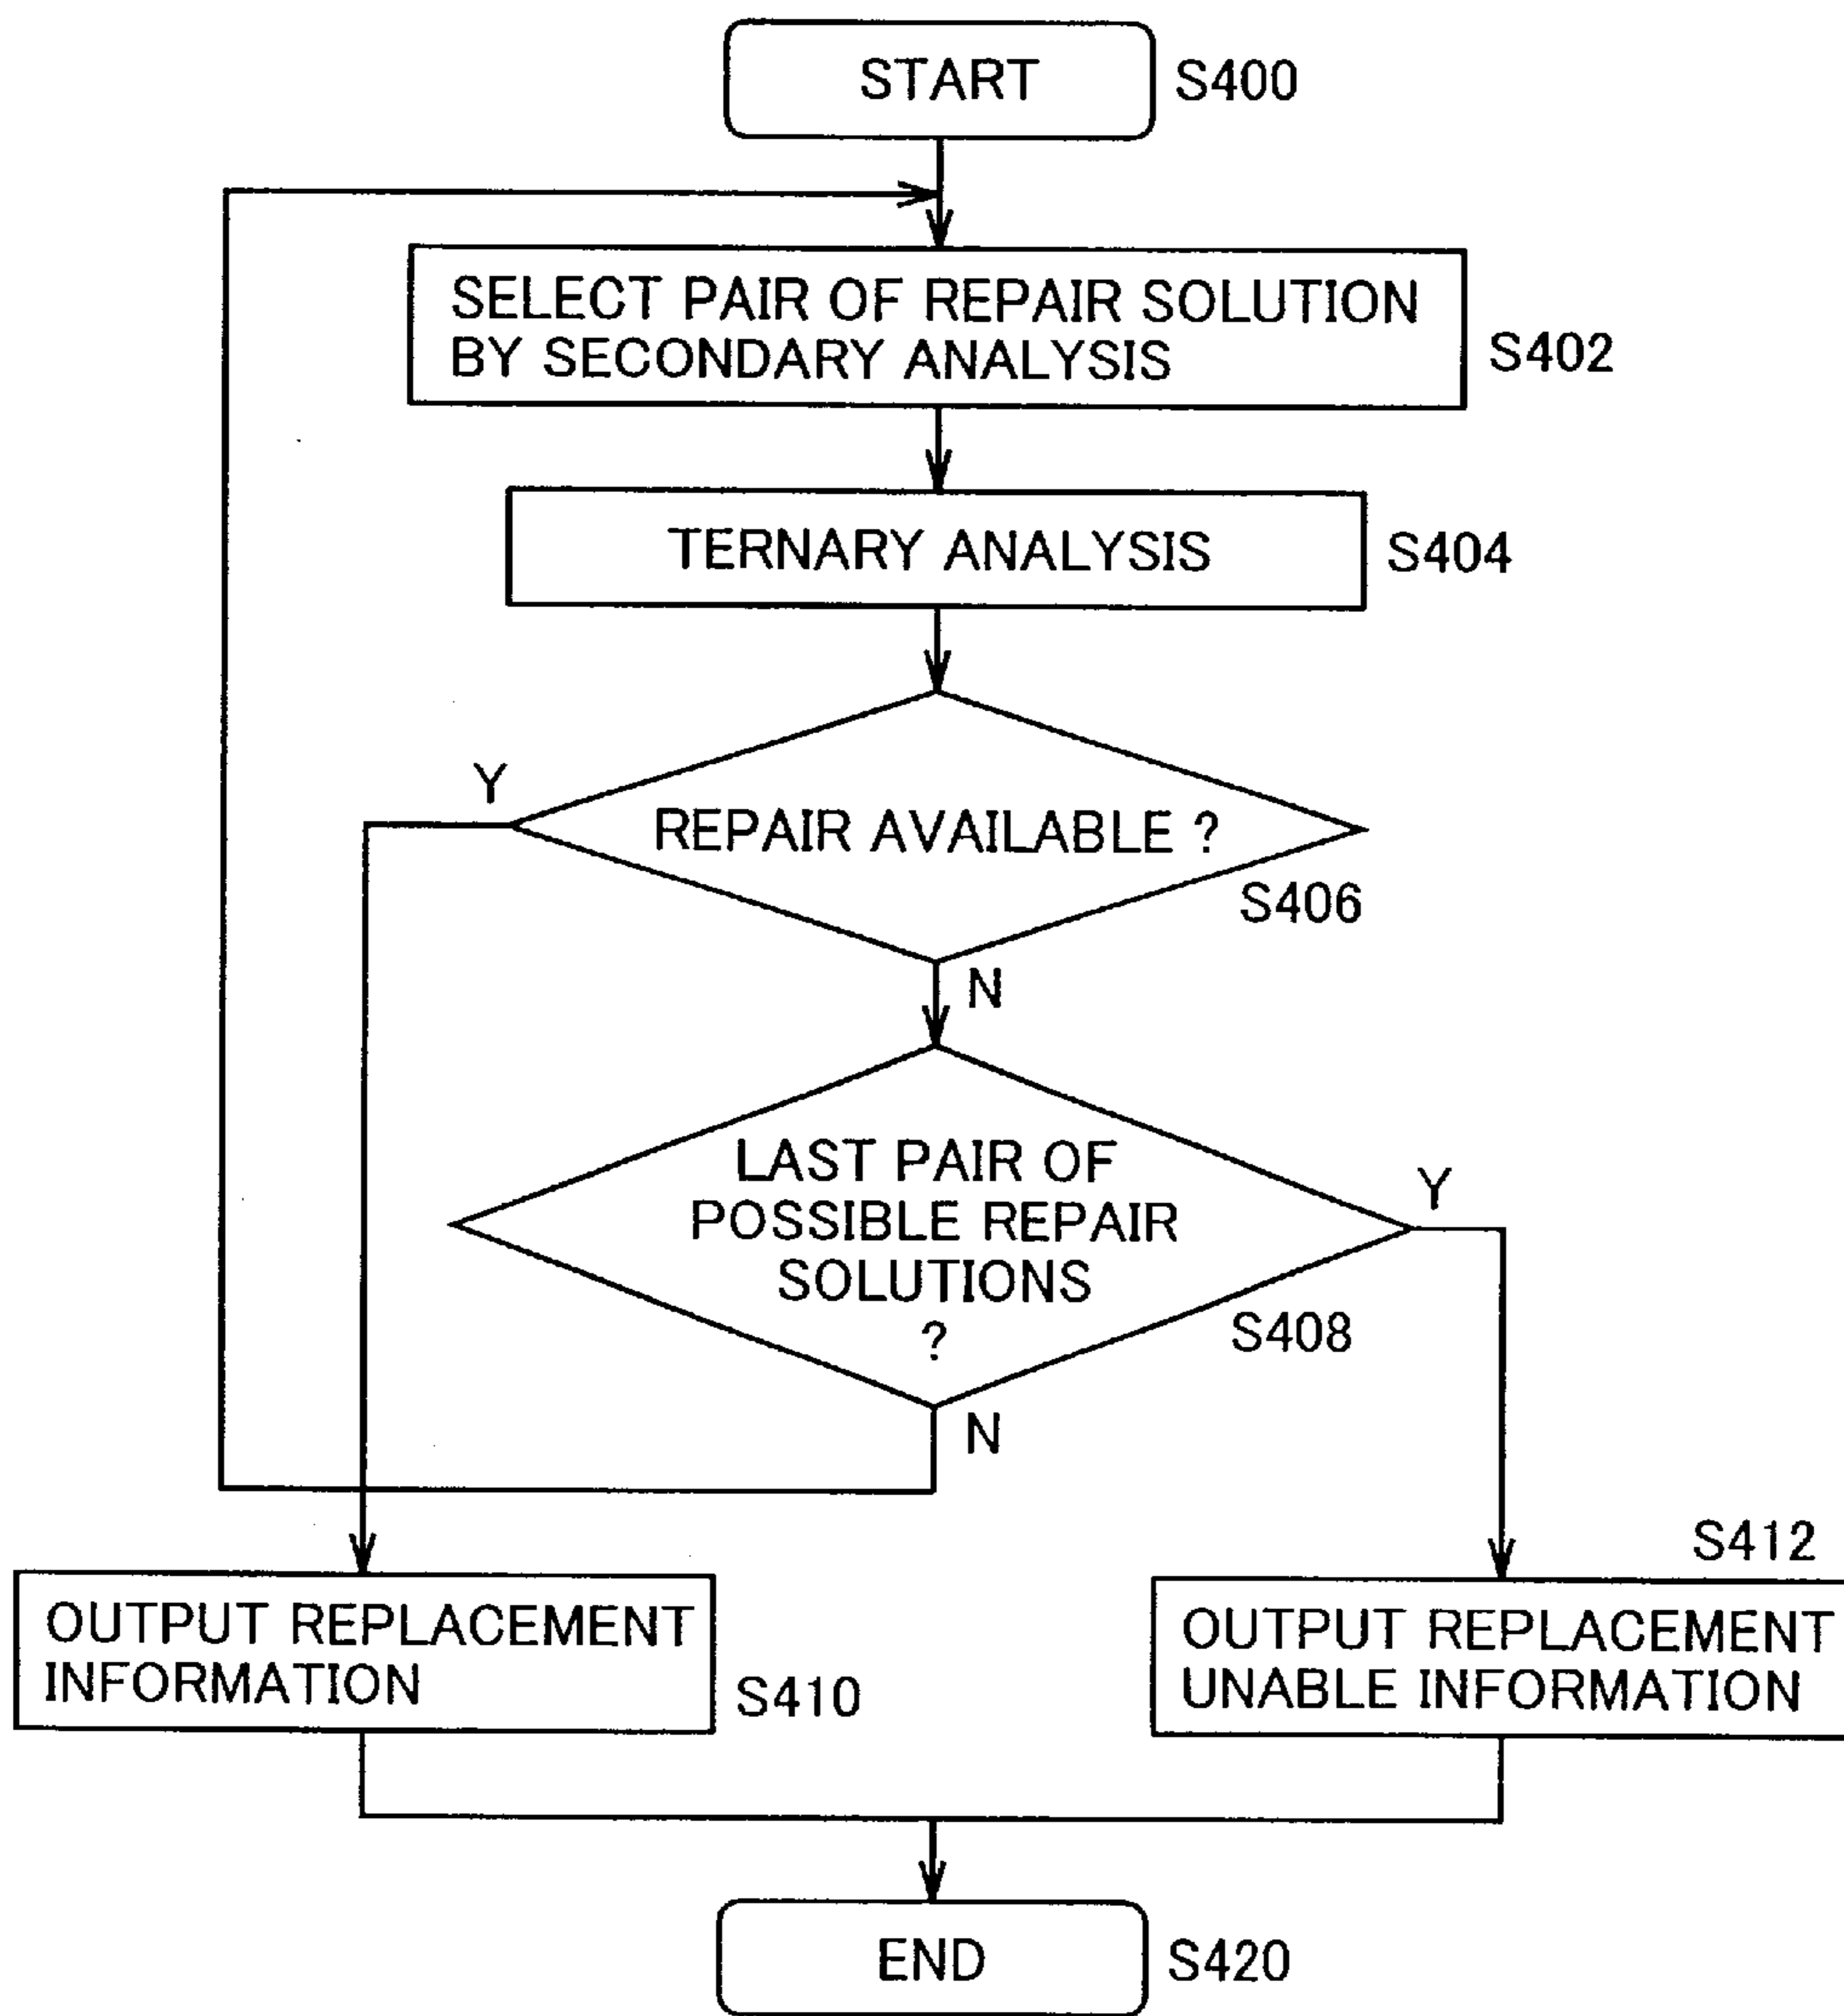 START
S400
SELECT PAIR OF REPAIR SOLUTION
BY SECONDARY ANALYSIS
S402
TERNARY ANALYSIS
S404
Y
REPAIR AVAILABLE ?
S406
N
LAST PAIR OF
POSSIBLE REPAIR
SOLUTIONS
?
Y
S408
N
S412
OUTPUT REPLACEMENT
INFORMATION
S410
OUTPUT REPLACEMENT
UNABLE INFORMATION
END
S420